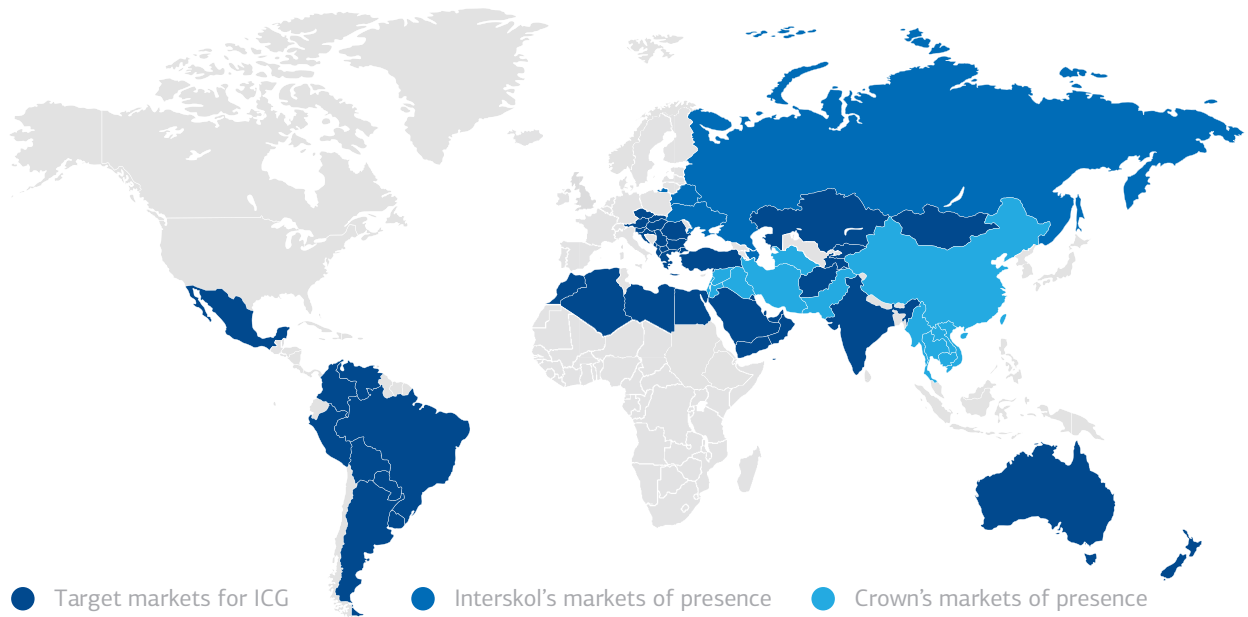 Target markets for ICG
Interskol's markets of presence
Crown's markets of presence